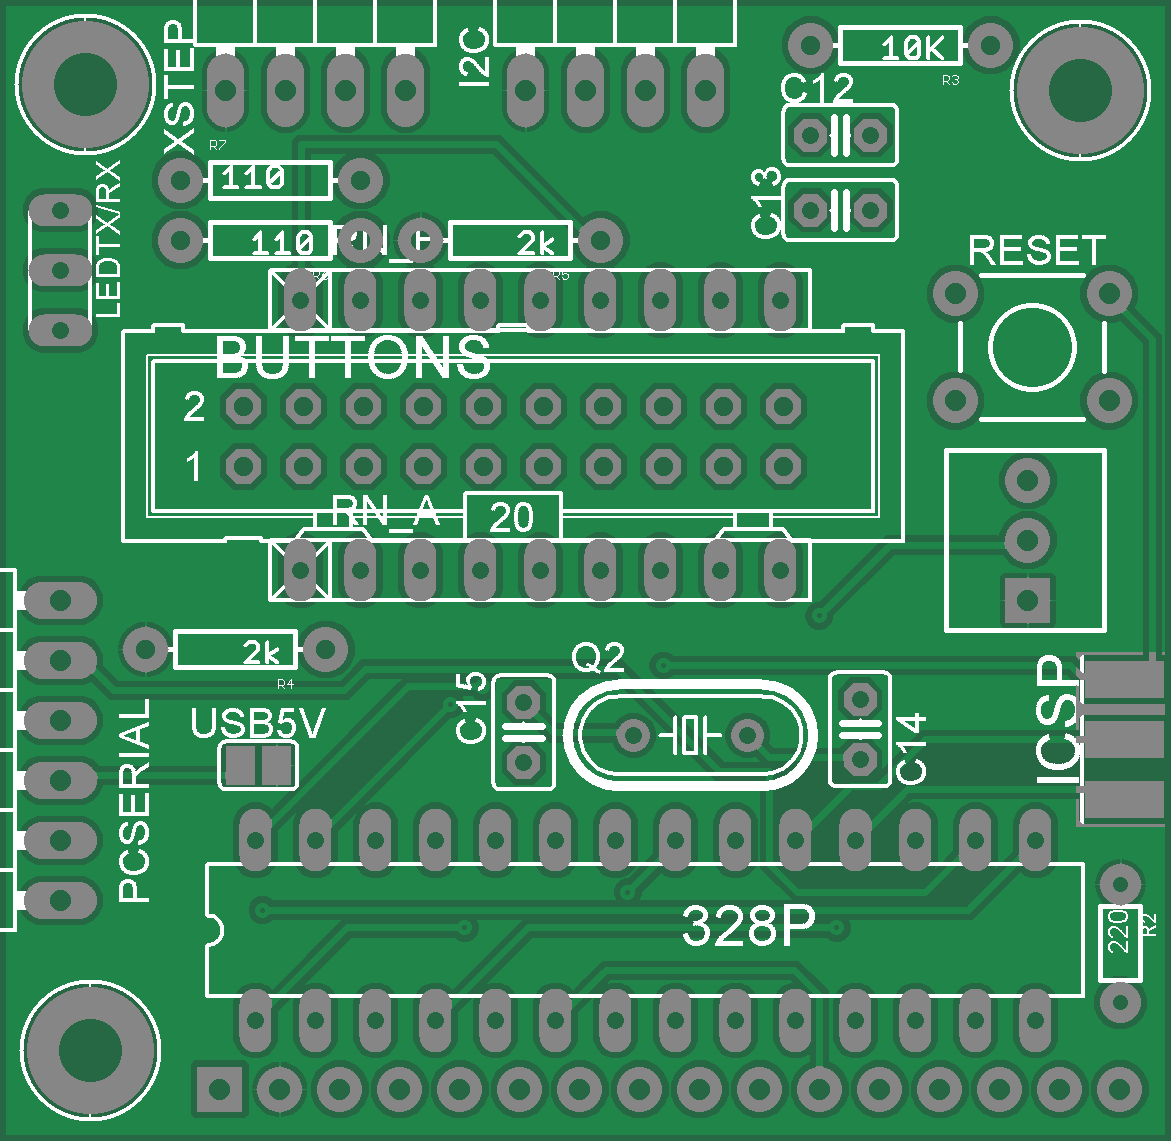 XSTEP
I2C
10K
R3
C12
R7
110
C13
LEDTX/RX
110
2k
R5
RESET
BUTTONS
2
1
RN_A
20
2k
R4
Q2
C15
ICSP
USB5V
C14
PCSERIAL
328P
220
R2